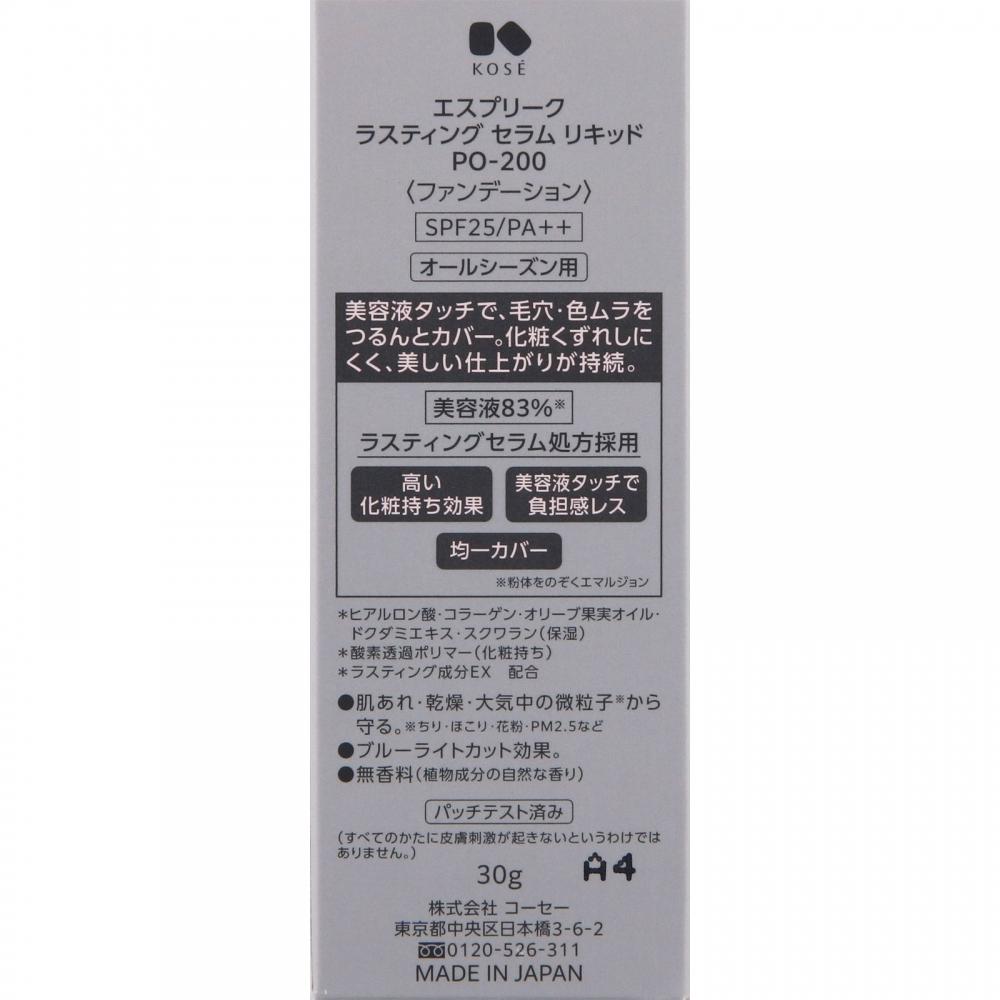 KOSÉ
エスプリーク
ラスティング セラム リキッド
PO-200
〈ファンデーション〉
SPF25/PA++
オールシーズン用
美容液タッチで、毛穴・色ムラを
つるんとカバー。化粧くずれしに
くく、美しい仕上がりが持続。
美容液83%※
ラスティングセラム処方採用
高い
化粧持ち効果
美容液タッチで
負担感レス
均一カバー
※粉体をのぞくエマルジョン
*ヒアルロン酸・コラーゲン・オリーブ果実オイル・
ドクダミエキス・スクワラン(保湿)
*酸素透過ポリマー(化粧持ち)
*ラスティング成分EX 配合
●肌あれ・乾燥・大気中の微粒子※から
守る。※ちり・ほこり・花粉・PM2.5など
●ブルーライトカット効果。
●無香料(植物成分の自然な香り)
パッチテスト済み
(すべてのかたに皮膚刺激が起きないというわけでは
ありません。)
30g
A4
株式会社 コーセー
東京都中央区日本橋3-6-2
0120-526-311
MADE IN JAPAN